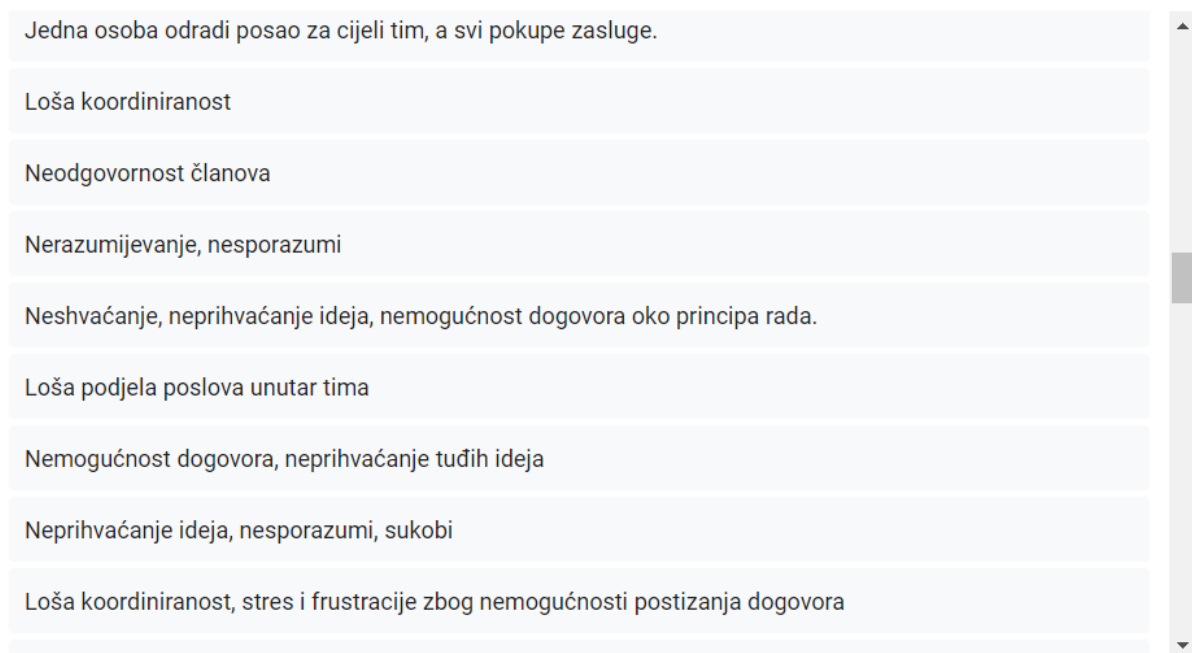 Jedna osoba odradi posao za cijeli tim, a svi pokupe zasluge.
Loša koordiniranost
Neodgovornost članova
Nerazumijevanje, nesporazumi
Neshvaćanje, neprihvaćanje ideja, nemogućnost dogovora oko principa rada.
Loša podjela poslova unutar tima
Nemogućnost dogovora, neprihvaćanje tuđih ideja
Neprihvaćanje ideja, nesporazumi, sukobi
Loša koordiniranost, stres i frustracije zbog nemogućnosti postizanja dogovora